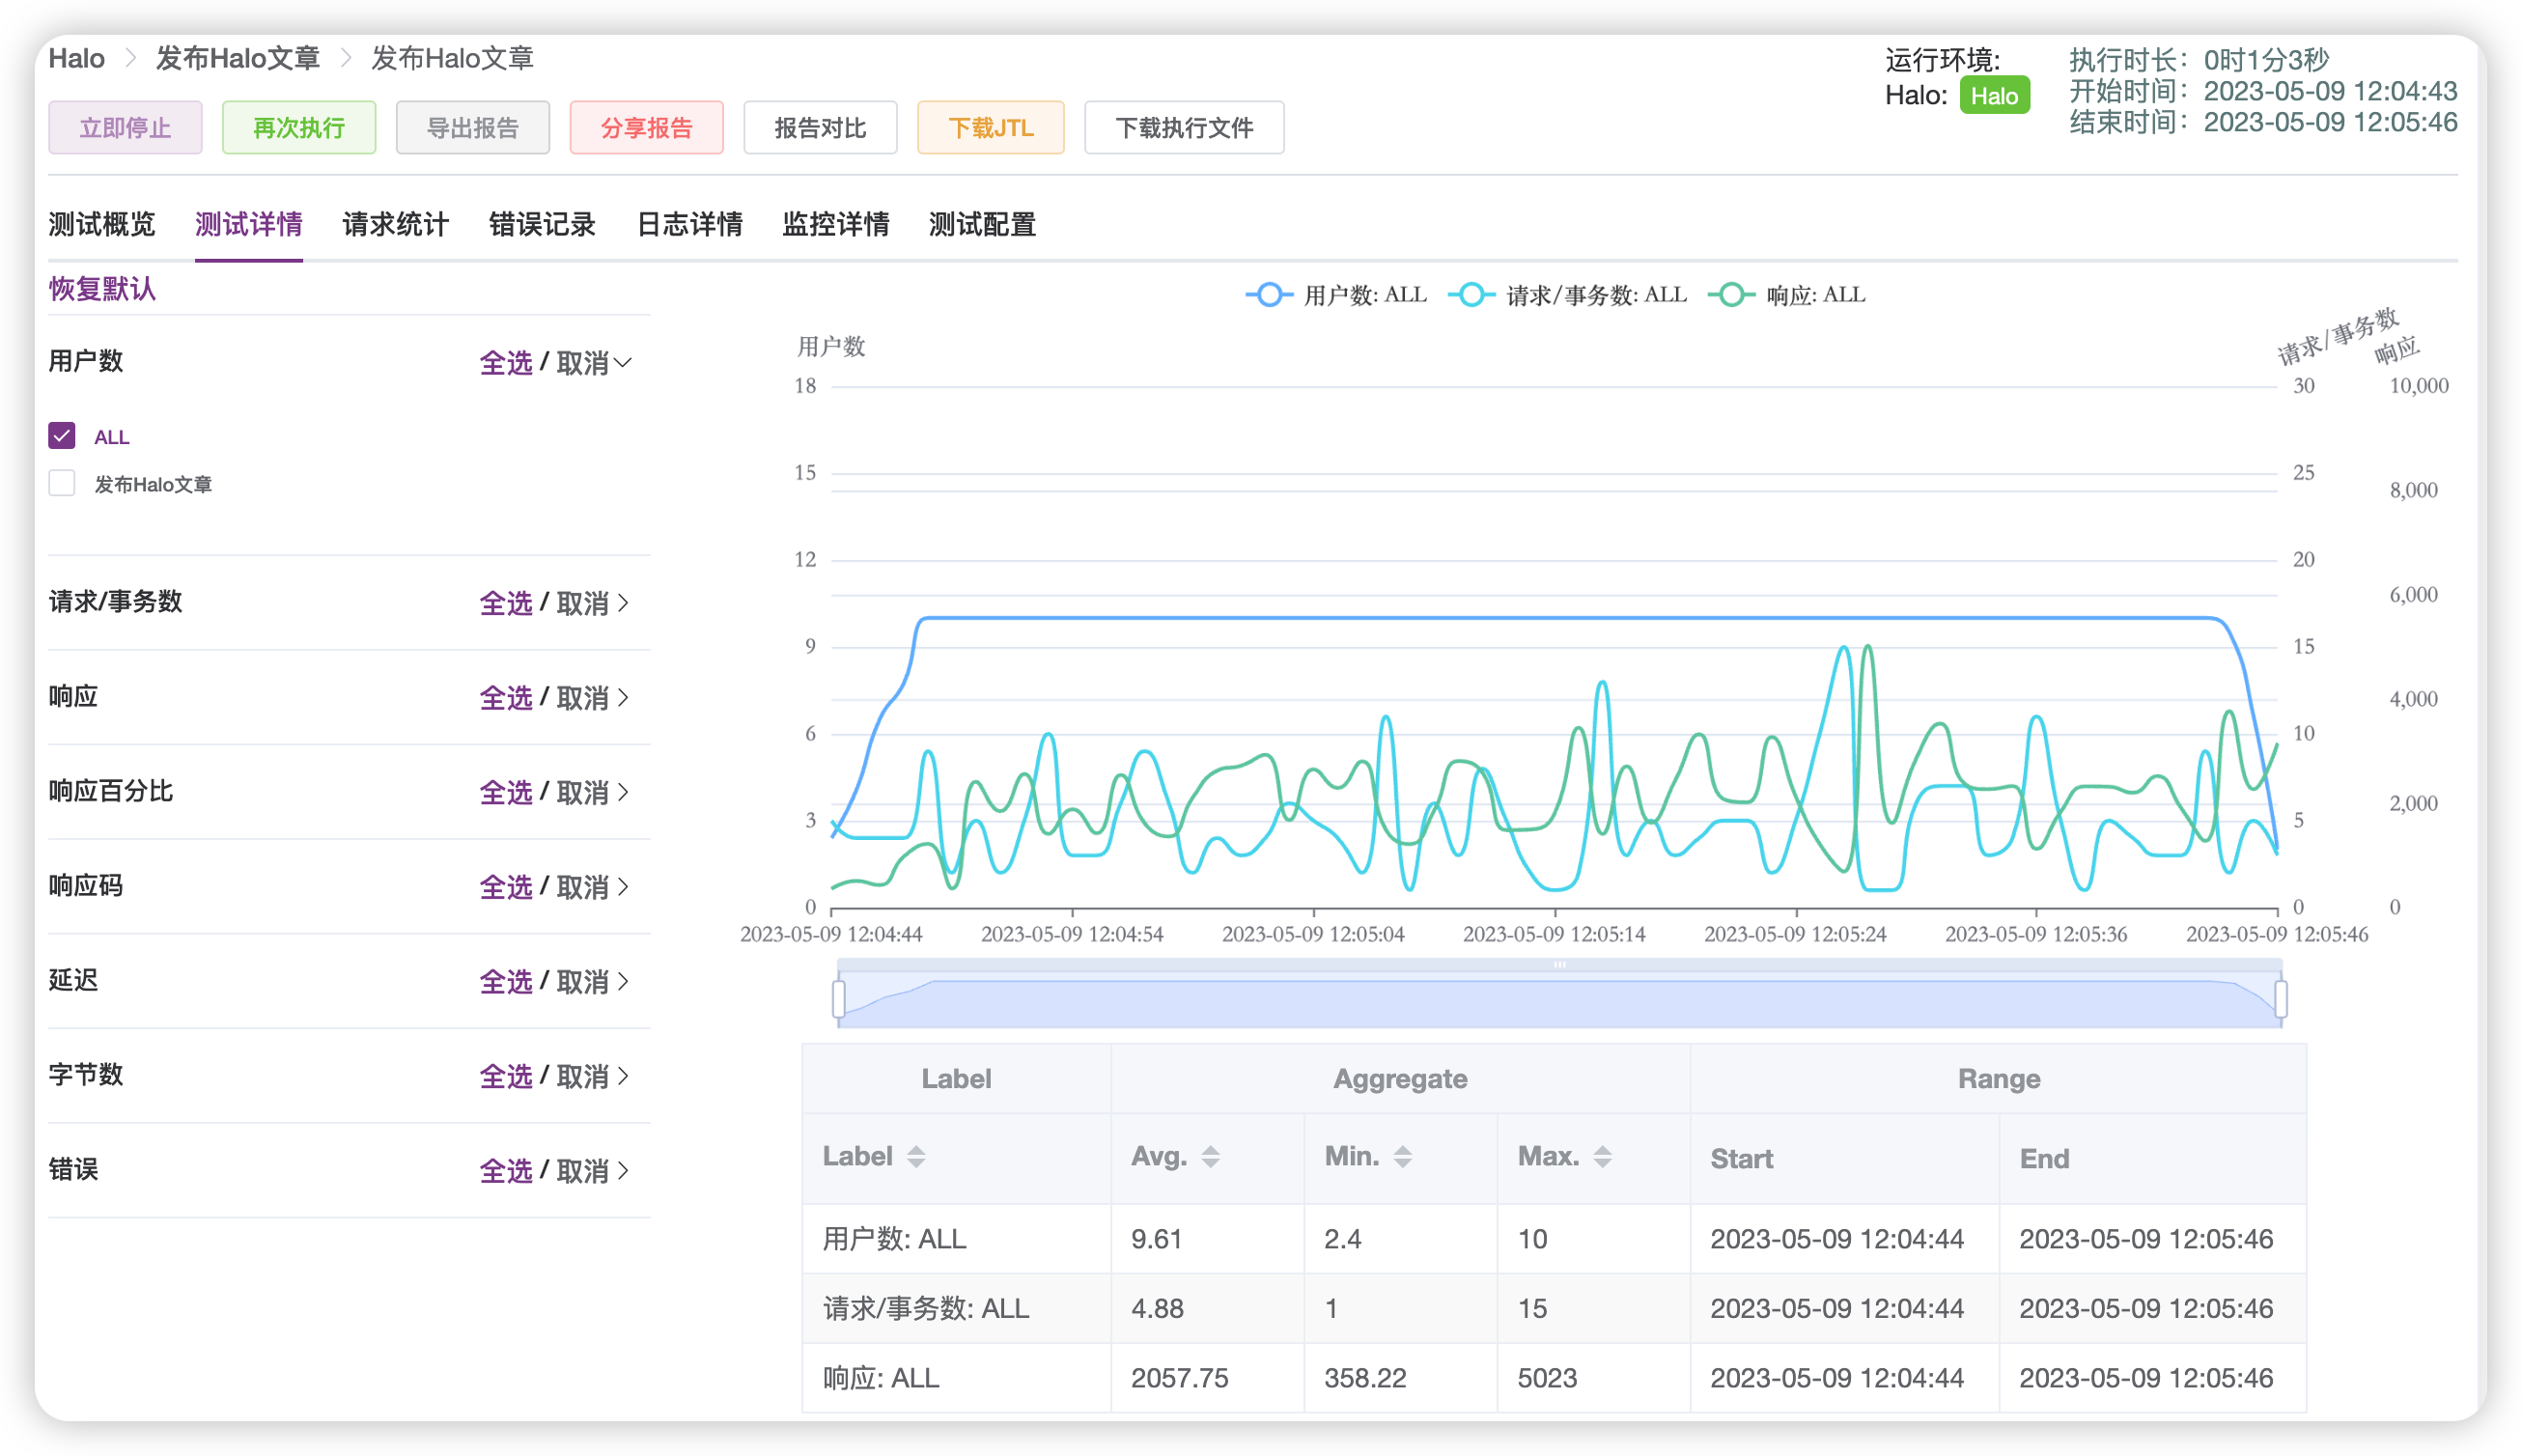 Halo > 发布Halo文章 > 发布Halo文章
运行环境:
Halo: Halo
执行时长：0时1分3秒
开始时间：2023-05-09 12:04:43
结束时间：2023-05-09 12:05:46
立即停止 再次执行 导出报告 分享报告 报告对比 下载JTL 下载执行文件
测试概览 测试详情 请求统计 错误记录 日志详情 监控详情 测试配置
恢复默认
用户数 全选 / 取消
ALL
发布Halo文章
请求/事务数 全选 / 取消
响应 全选 / 取消
响应百分比 全选 / 取消
响应码 全选 / 取消
延迟 全选 / 取消
字节数 全选 / 取消
错误 全选 / 取消
用户数: ALL 请求/事务数: ALL 响应: ALL
用户数 请求/事务数 响应
18 30 10,000
15 25
8,000
12 20
6,000
9 15
4,000
6 10
2,000
3 5
0 0 0
2023-05-09 12:04:44 2023-05-09 12:04:54 2023-05-09 12:05:04 2023-05-09 12:05:14 2023-05-09 12:05:24 2023-05-09 12:05:36 2023-05-09 12:05:46
Label Aggregate Range
Label Avg. Min. Max. Start End
用户数: ALL 9.61 2.4 10 2023-05-09 12:04:44 2023-05-09 12:05:46
请求/事务数: ALL 4.88 1 15 2023-05-09 12:04:44 2023-05-09 12:05:46
响应: ALL 2057.75 358.22 5023 2023-05-09 12:04:44 2023-05-09 12:05:46